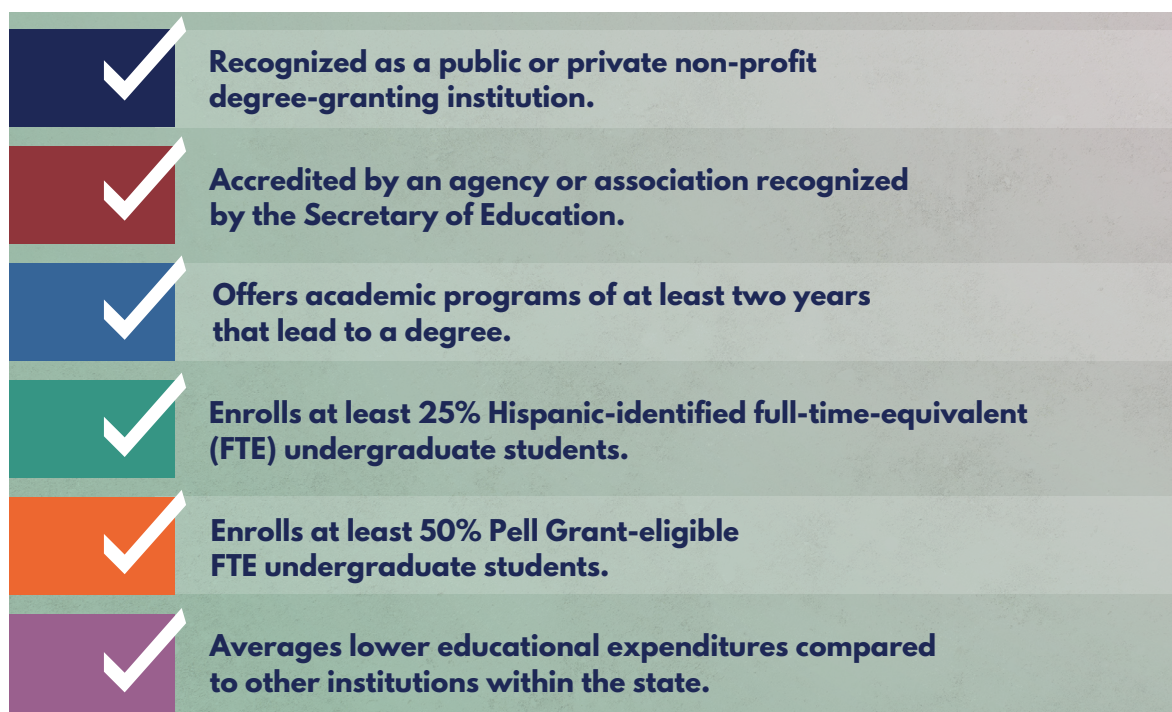 Recognized as a public or private non-profit
degree-granting institution.
Accredited by an agency or association recognized
by the Secretary of Education.
Offers academic programs of at least two years
that lead to a degree.
Enrolls at least 25% Hispanic-identified full-time-equivalent
(FTE) undergraduate students.
Enrolls at least 50% Pell Grant-eligible
FTE undergraduate students.
Averages lower educational expenditures compared
to other institutions within the state.